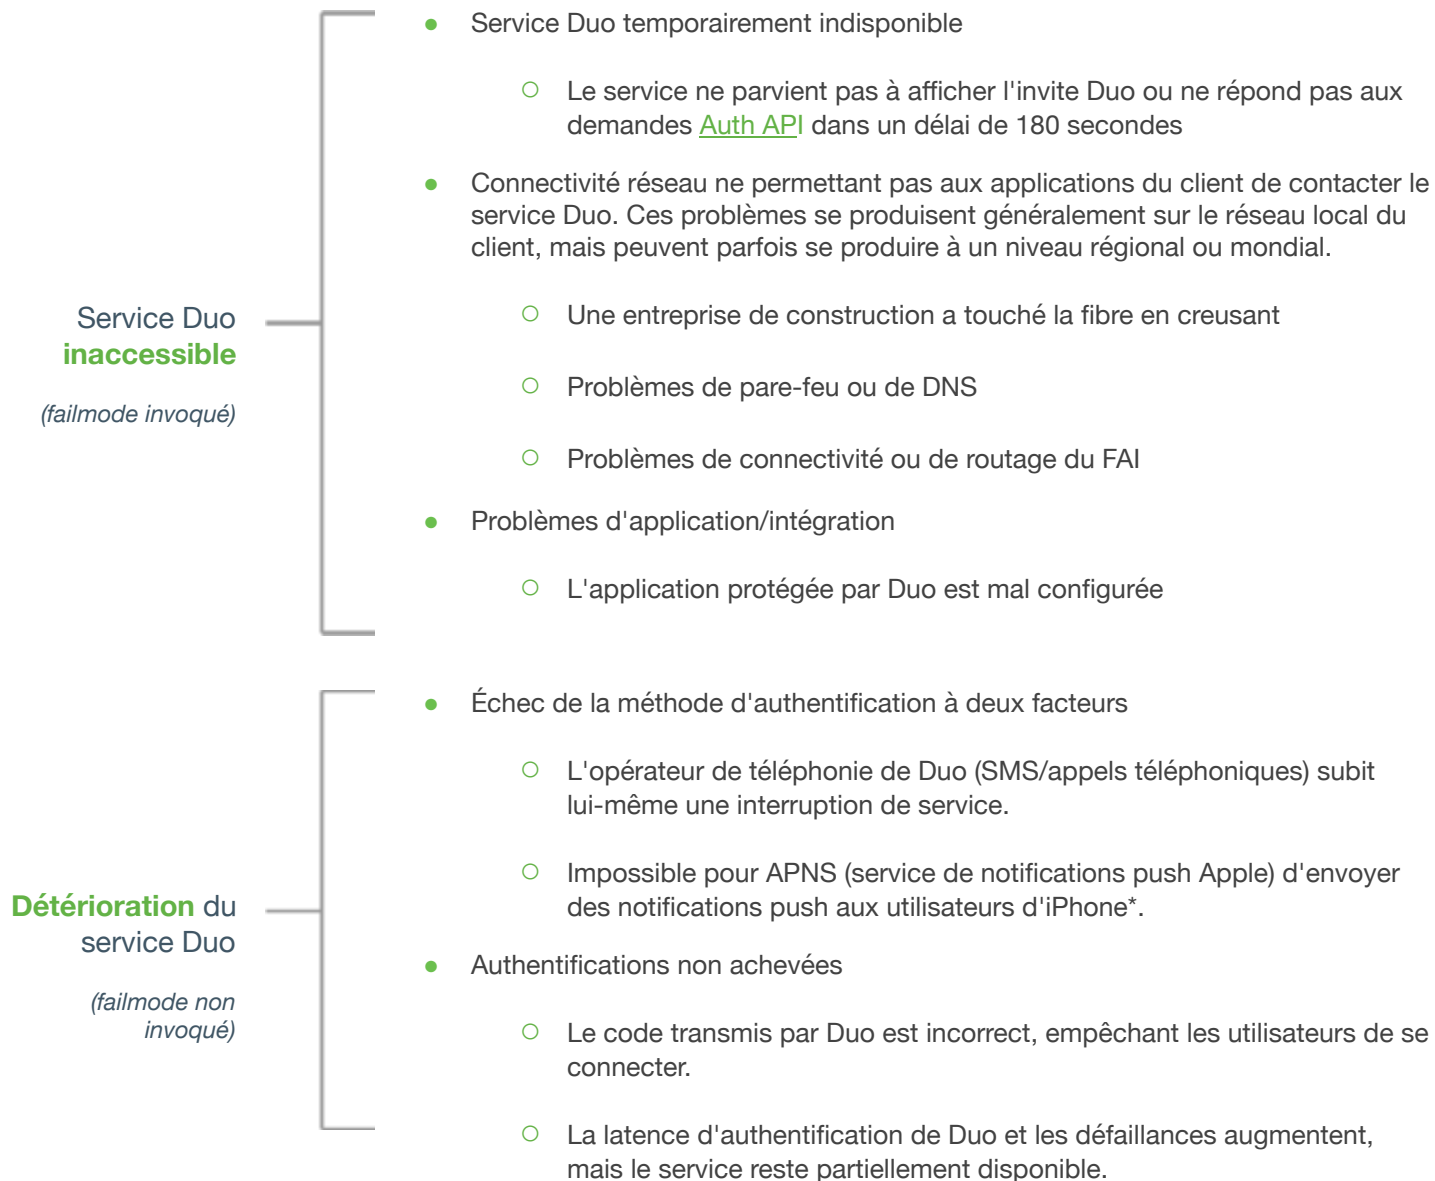 Service Duo
inaccessible
(failmode invoqué)
● Service Duo temporairement indisponible
○ Le service ne parvient pas à afficher l'invite Duo ou ne répond pas aux
demandes Auth API dans un délai de 180 secondes
● Connectivité réseau ne permettant pas aux applications du client de contacter le
service Duo. Ces problèmes se produisent généralement sur le réseau local du
client, mais peuvent parfois se produire à un niveau régional ou mondial.
○ Une entreprise de construction a touché la fibre en creusant
○ Problèmes de pare-feu ou de DNS
○ Problèmes de connectivité ou de routage du FAI
● Problèmes d'application/intégration
○ L'application protégée par Duo est mal configurée
Détérioration du
service Duo
(failmode non
invoqué)
● Échec de la méthode d'authentification à deux facteurs
○ L'opérateur de téléphonie de Duo (SMS/appels téléphoniques) subit
lui-même une interruption de service.
○ Impossible pour APNS (service de notifications push Apple) d'envoyer
des notifications push aux utilisateurs d'iPhone*.
● Authentifications non achevées
○ Le code transmis par Duo est incorrect, empêchant les utilisateurs de se
connecter.
○ La latence d'authentification de Duo et les défaillances augmentent,
mais le service reste partiellement disponible.